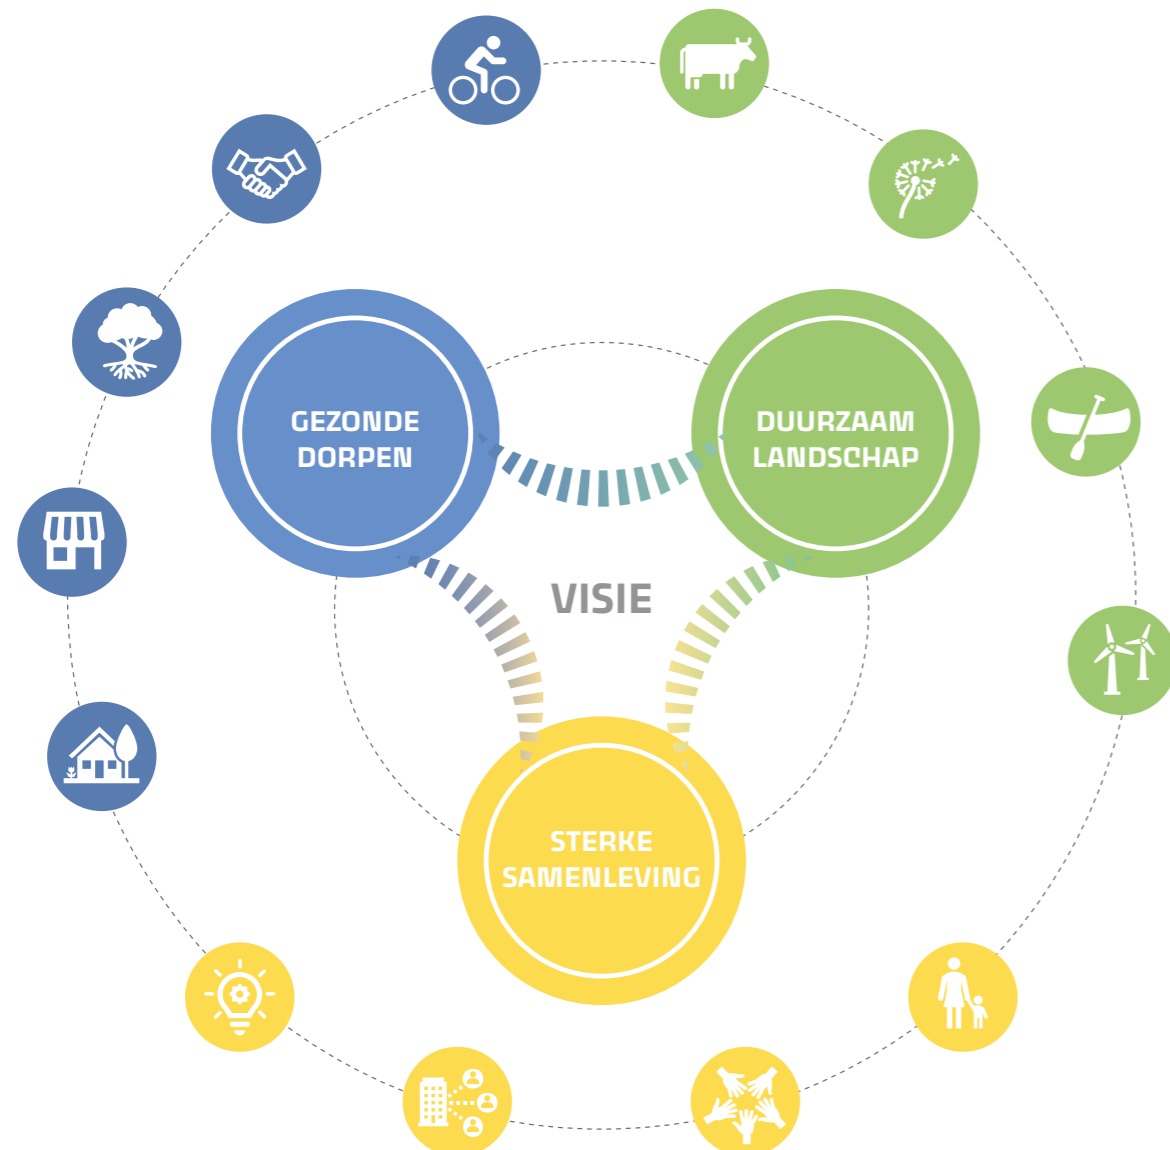 GEZONDE
DORPEN
DUURZAAM
LANDSCHAP
VISIE
STERKE
SAMENLEVING